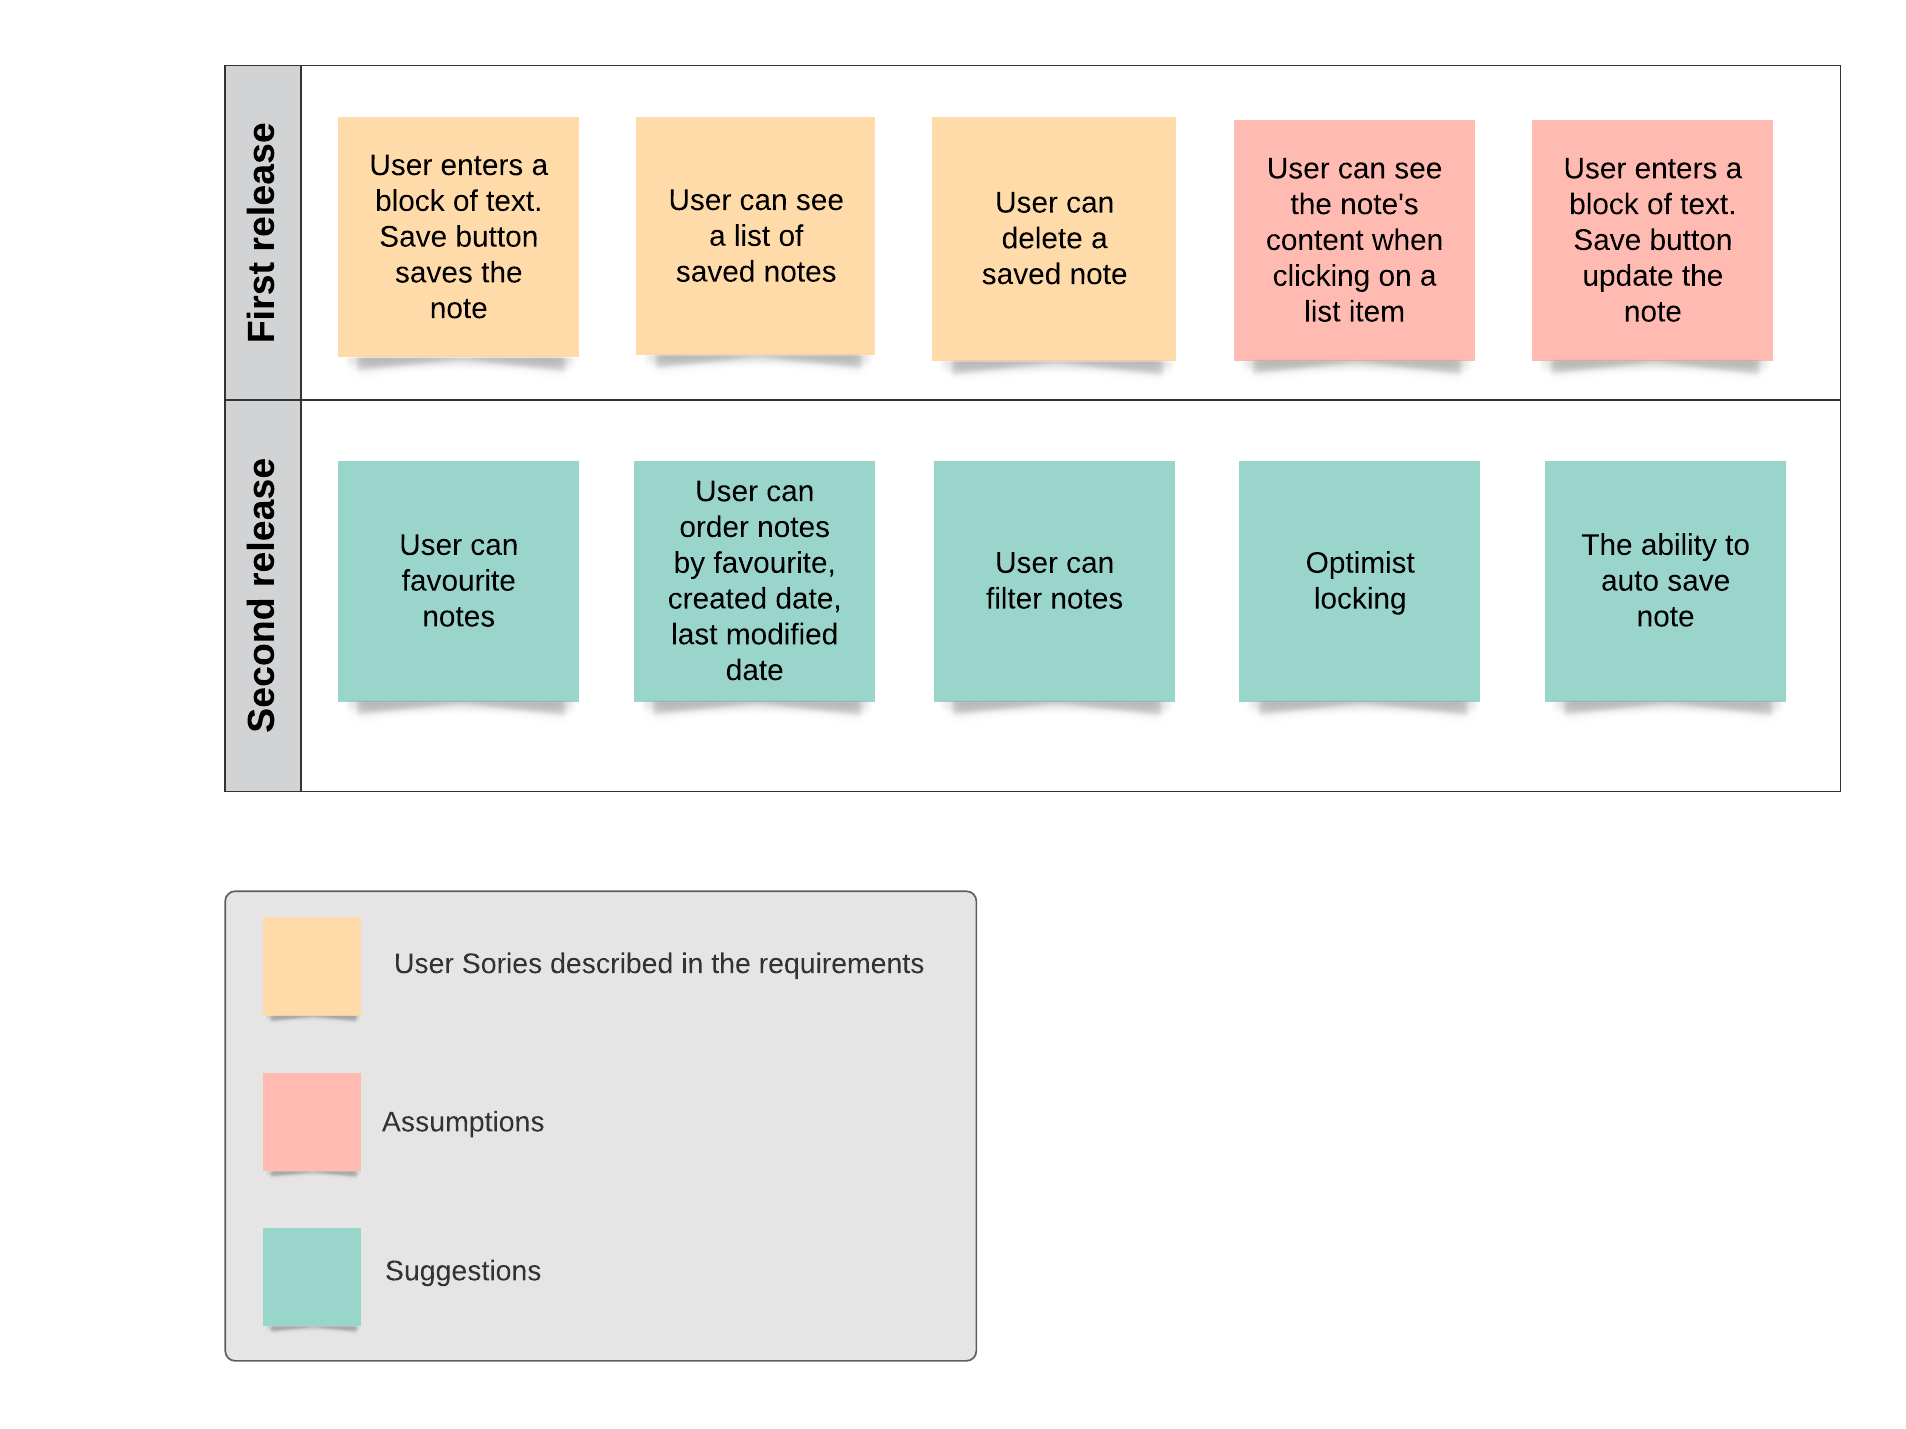 First release
User enters a
block of text.
Save button
saves the
note
User can see
a list of
saved notes
User can
delete a
saved note
User can see
the note's
content when
clicking on a
list item
User enters a
block of text.
Save button
update the
note
Second release
User can
favourite
notes
User can
order notes
by favourite,
created date,
last modified
date
User can
filter notes
Optimist
locking
The ability to
auto save
note
User Sories described in the requirements
Assumptions
Suggestions